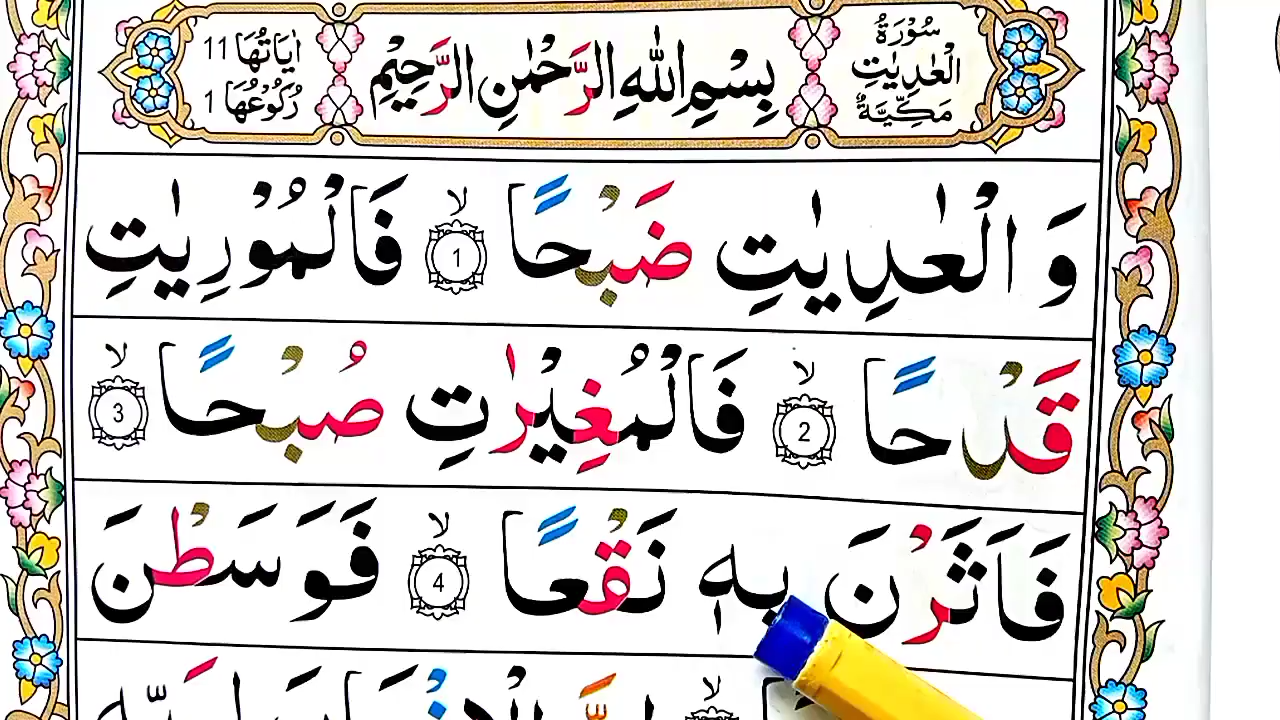 سُوْرَةُ
الْعٰدِيٰتِ
مَكِّيَّةٌ
بِسْمِ اللّٰهِ الرَّحْمٰنِ الرَّحِيْمِ
اٰيَاتُهَا 11
رُكُوْعُهَا 1
وَ الْعٰدِيٰتِ ضَبْحًا ۙ 1 فَالْمُوْرِيٰتِ
قَدْحًا ۙ 2 فَالْمُغِيْرٰتِ صُبْحًا ۙ 3
فَاَثَرْنَ بِهٖ نَقْعًا ۙ 4 فَوَسَطْنَ